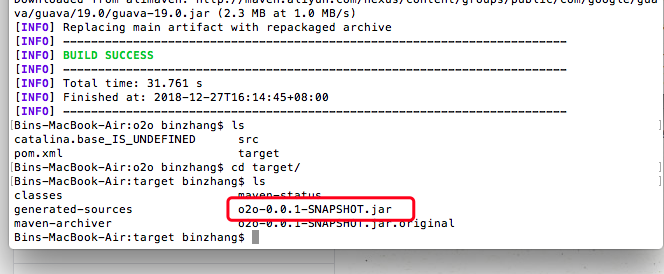 Downloaded from alimaven: http://maven.aliyun.com/nexus/content/groups/public/com/google/gua
va/guava/19.0/guava-19.0.jar (2.3 MB at 1.0 MB/s)
[INFO] Replacing main artifact with repackaged archive
[INFO] ------------------------------------------------------------------------
[INFO] BUILD SUCCESS
[INFO] ------------------------------------------------------------------------
[INFO] Total time: 31.761 s
[INFO] Finished at: 2018-12-27T16:14:45+08:00
[INFO] ------------------------------------------------------------------------
[Bins-MacBook-Air:o2o binzhang$ ls ]
catalina.base_IS_UNDEFINED src
pom.xml target
[Bins-MacBook-Air:o2o binzhang$ cd target/ ]
[Bins-MacBook-Air:target binzhang$ ls ]
classes maven-status
generated-sources o2o-0.0.1-SNAPSHOT.jar
maven-archiver o2o-0.0.1-SNAPSHOT.jar.original
Bins-MacBook-Air:target binzhang$